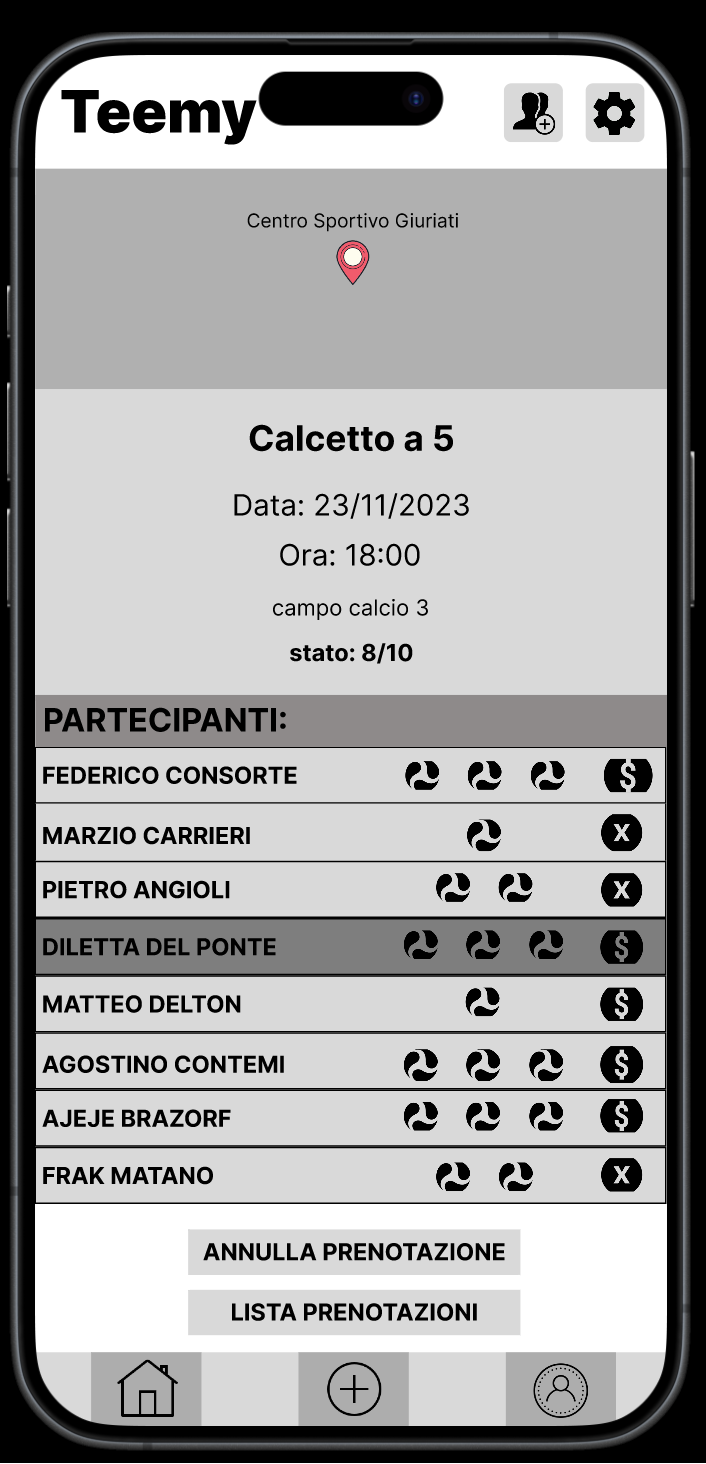 Teemy
Centro Sportivo Giuriati
Calcetto a 5
Data: 23/11/2023
Ora: 18:00
campo calcio 3
stato: 8/10
PARTECIPANTI:
FEDERICO CONSORTE $
MARZIO CARRIERI X
PIETRO ANGIOLI X
DILETTA DEL PONTE $
MATTEO DELTON $
AGOSTINO CONTEMI $
AJEJE BRAZORF $
FRAK MATANO X
ANNULLA PRENOTAZIONE
LISTA PRENOTAZIONI